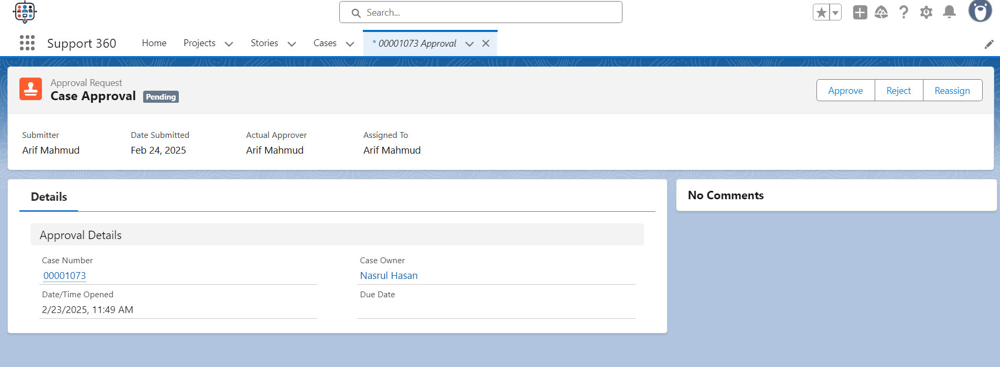 Search...
Support 360 Home Projects Stories Cases * 00001073 Approval
Approval Request
Case Approval Pending
Approve Reject Reassign
Submitter Date Submitted Actual Approver Assigned To
Arif Mahmud Feb 24, 2025 Arif Mahmud Arif Mahmud
Details
No Comments
Approval Details
Case Number Case Owner
00001073 Nasrul Hasan
Date/Time Opened Due Date
2/23/2025, 11:49 AM